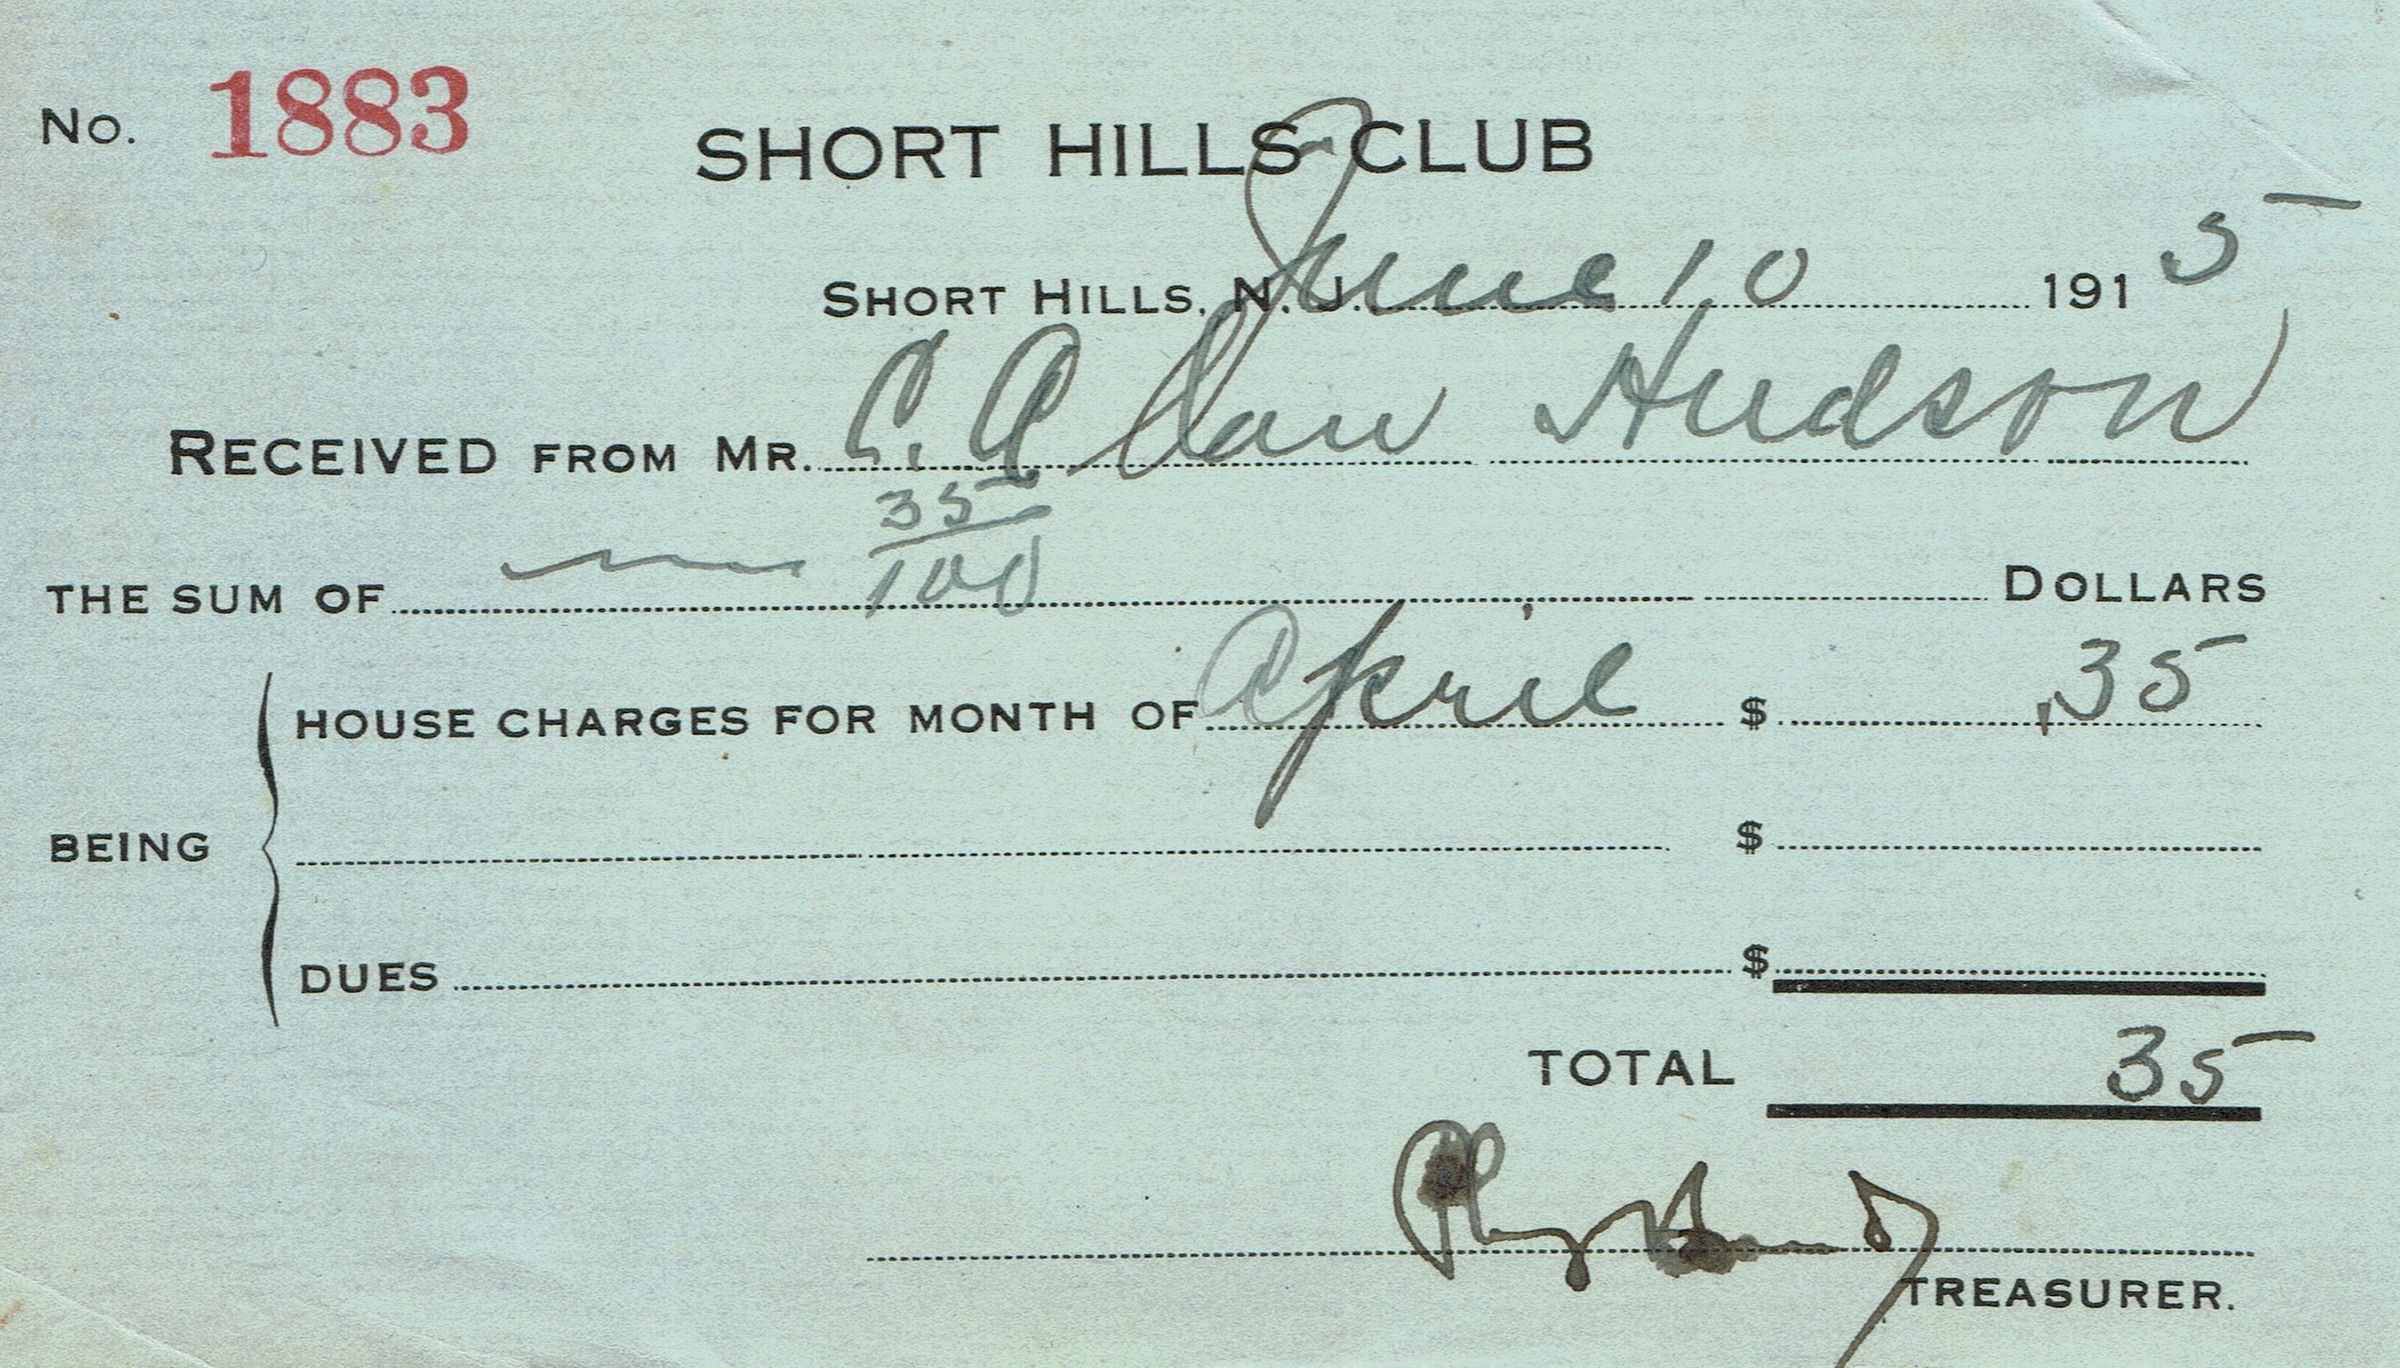 No. 1883
SHORT HILLS CLUB
SHORT HILLS, N. J. June 10 1915
RECEIVED FROM MR. C. Hudson
THE SUM OF 35/100 DOLLARS
BEING
HOUSE CHARGES FOR MONTH OF April $ .35
$
DUES $
TOTAL 35
TREASURER.